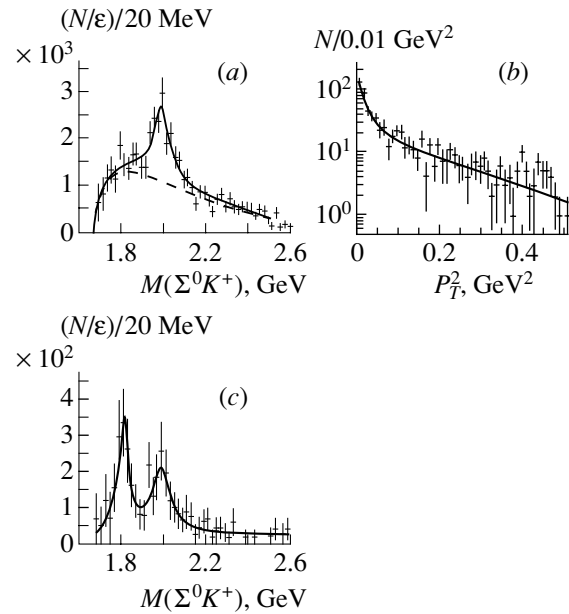 (N/ε)/20 MeV
× 10³
(a)
3
2
1
0
1.8 2.2 2.6
M(Σ⁰K⁺), GeV
N/0.01 GeV²
(b)
10²
10¹
10⁰
0 0.2 0.4
P_T², GeV²
(N/ε)/20 MeV
× 10²
(c)
4
3
2
1
0
1.8 2.2 2.6
M(Σ⁰K⁺), GeV